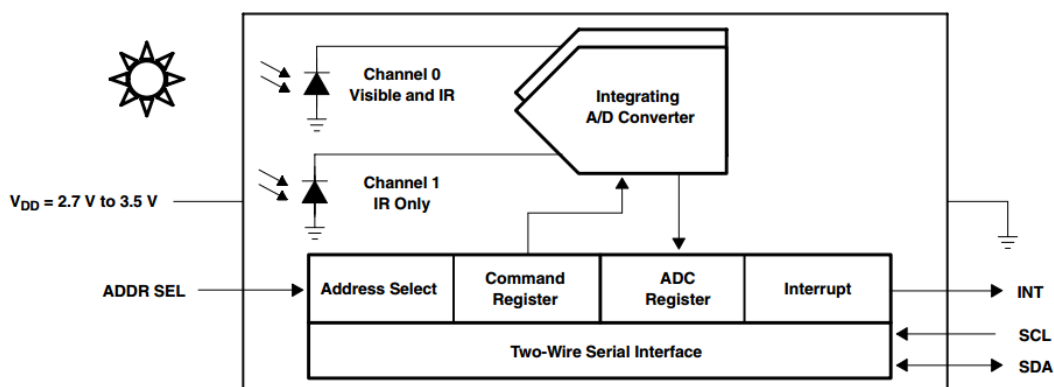 Channel 0
Visible and IR
Integrating
A/D Converter
Channel 1
IR Only
VDD = 2.7 V to 3.5 V
ADDR SEL
Address Select
Command
Register
ADC
Register
Interrupt
INT
Two-Wire Serial Interface
SCL
SDA